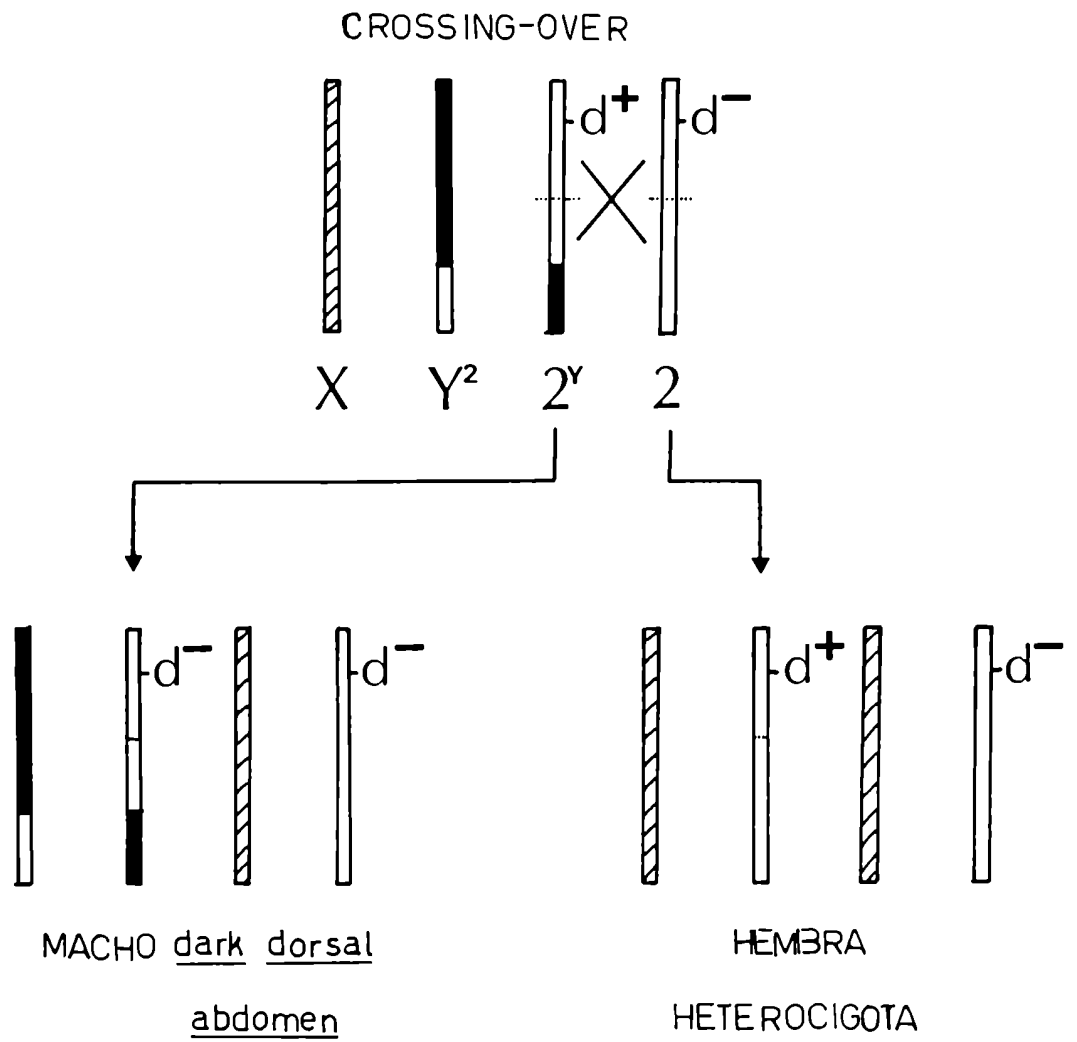 CROSSING-OVER
d+ d−
X Y² 2ʸ 2
d− d− d+ d−
MACHO dark dorsal
abdomen
HEMBRA
HETEROCIGOTA